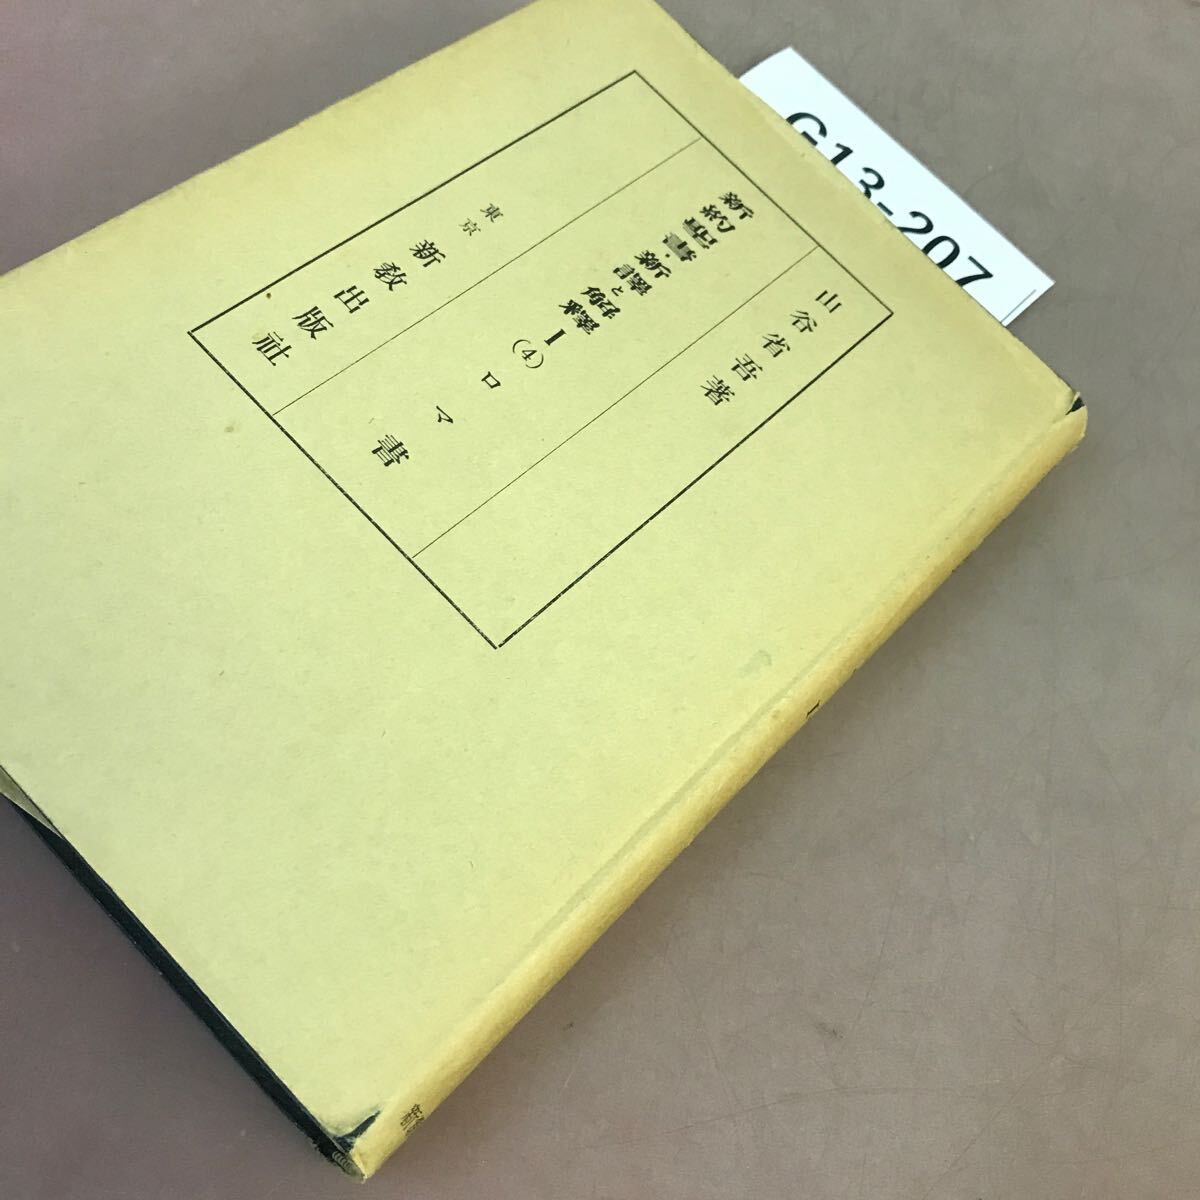 山谷省吾著
新約聖書・新譯と解釋 I
(4) ロマ書
東京 新教出版社
G13-207
I
新